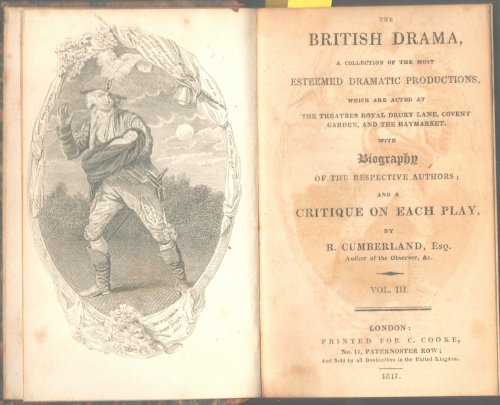 THE
BRITISH DRAMA,
A COLLECTION OF THE MOST
ESTEEMED DRAMATIC PRODUCTIONS,
WHICH ARE ACTED AT
THE THEATRES ROYAL DRURY LANE, COVENT
GARDEN, AND THE HAYMARKET.
WITH
Biography
OF THE RESPECTIVE AUTHORS;
AND A
CRITIQUE ON EACH PLAY,
BY
R. CUMBERLAND, ESQ.
Author of the Observer, &c.
VOL. III.
LONDON:
PRINTED FOR C. COOKE,
No. 11, PATERNOSTER ROW;
And Sold by all Booksellers in the United Kingdom.
1817.